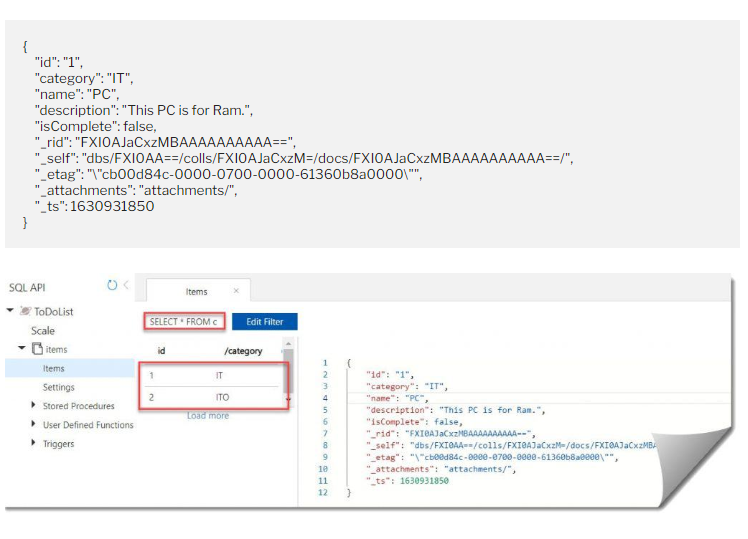 {
"id": "1",
"category": "IT",
"name": "PC",
"description": "This PC is for Ram.",
"isComplete": false,
"_rid": "FXI0AJaCxzMBAAAAAAAAAA==",
"_self": "dbs/FXI0AA==/colls/FXI0AJaCxzM=/docs/FXI0AJaCxzMBAAAAAAAAAA==/",
"_etag": "\"cb00d84c-0000-0700-0000-61360b8a0000\"",
"_attachments": "attachments/",
"_ts": 1630931850
}
SQL API
Items
ToDoList
Scale
items
Items
Settings
Stored Procedures
User Defined Functions
Triggers
SELECT * FROM c
Edit Filter
id /category
1 IT
2 ITO
Load more
1 {
2 "id": "1",
3 "category": "IT",
4 "name": "PC",
5 "description": "This PC is for Ram.",
6 "isComplete": false,
7 "_rid": "FXI0AJaCxzMBAAAAAAAAAA==",
8 "_self": "dbs/FXI0AA==/colls/FXI0AJaCxzM=/docs/FXI0AJaCxzMBA
9 "_etag": "\"cb00d84c-0000-0700-0000-61360b8a0000\"",
10 "_attachments": "attachments/",
11 "_ts": 1630931850
12 }